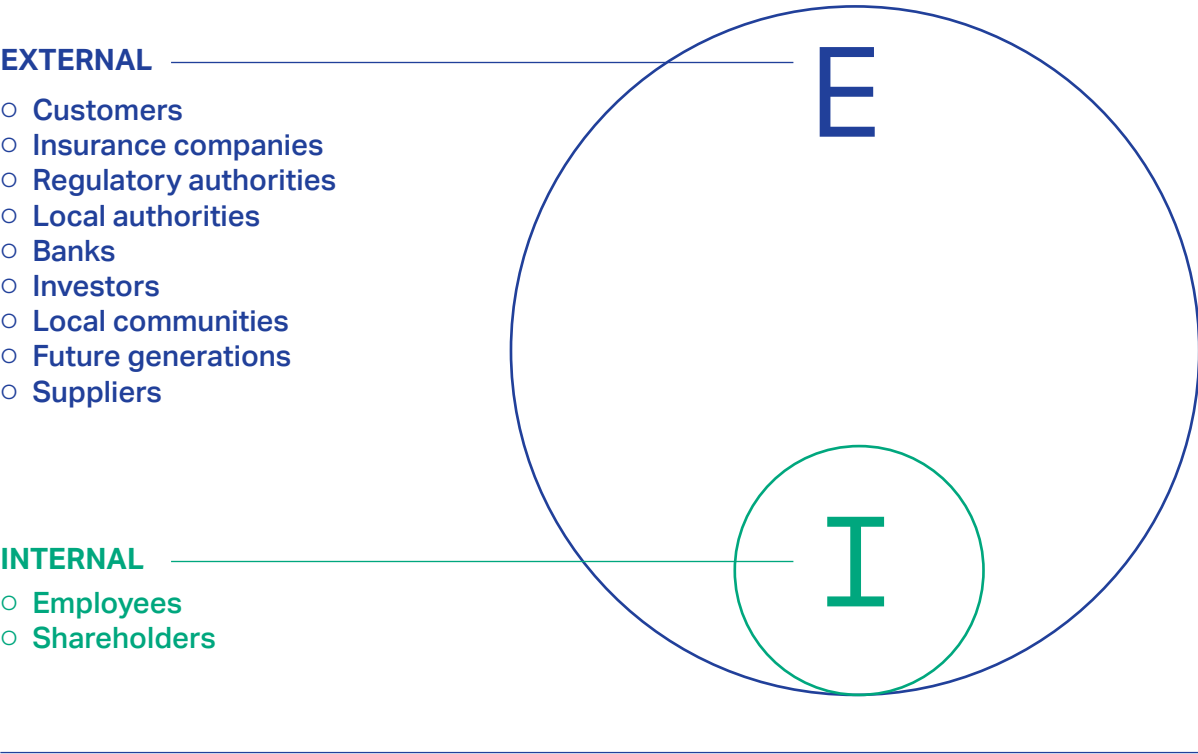 EXTERNAL
E
○ Customers
○ Insurance companies
○ Regulatory authorities
○ Local authorities
○ Banks
○ Investors
○ Local communities
○ Future generations
○ Suppliers
INTERNAL
I
○ Employees
○ Shareholders